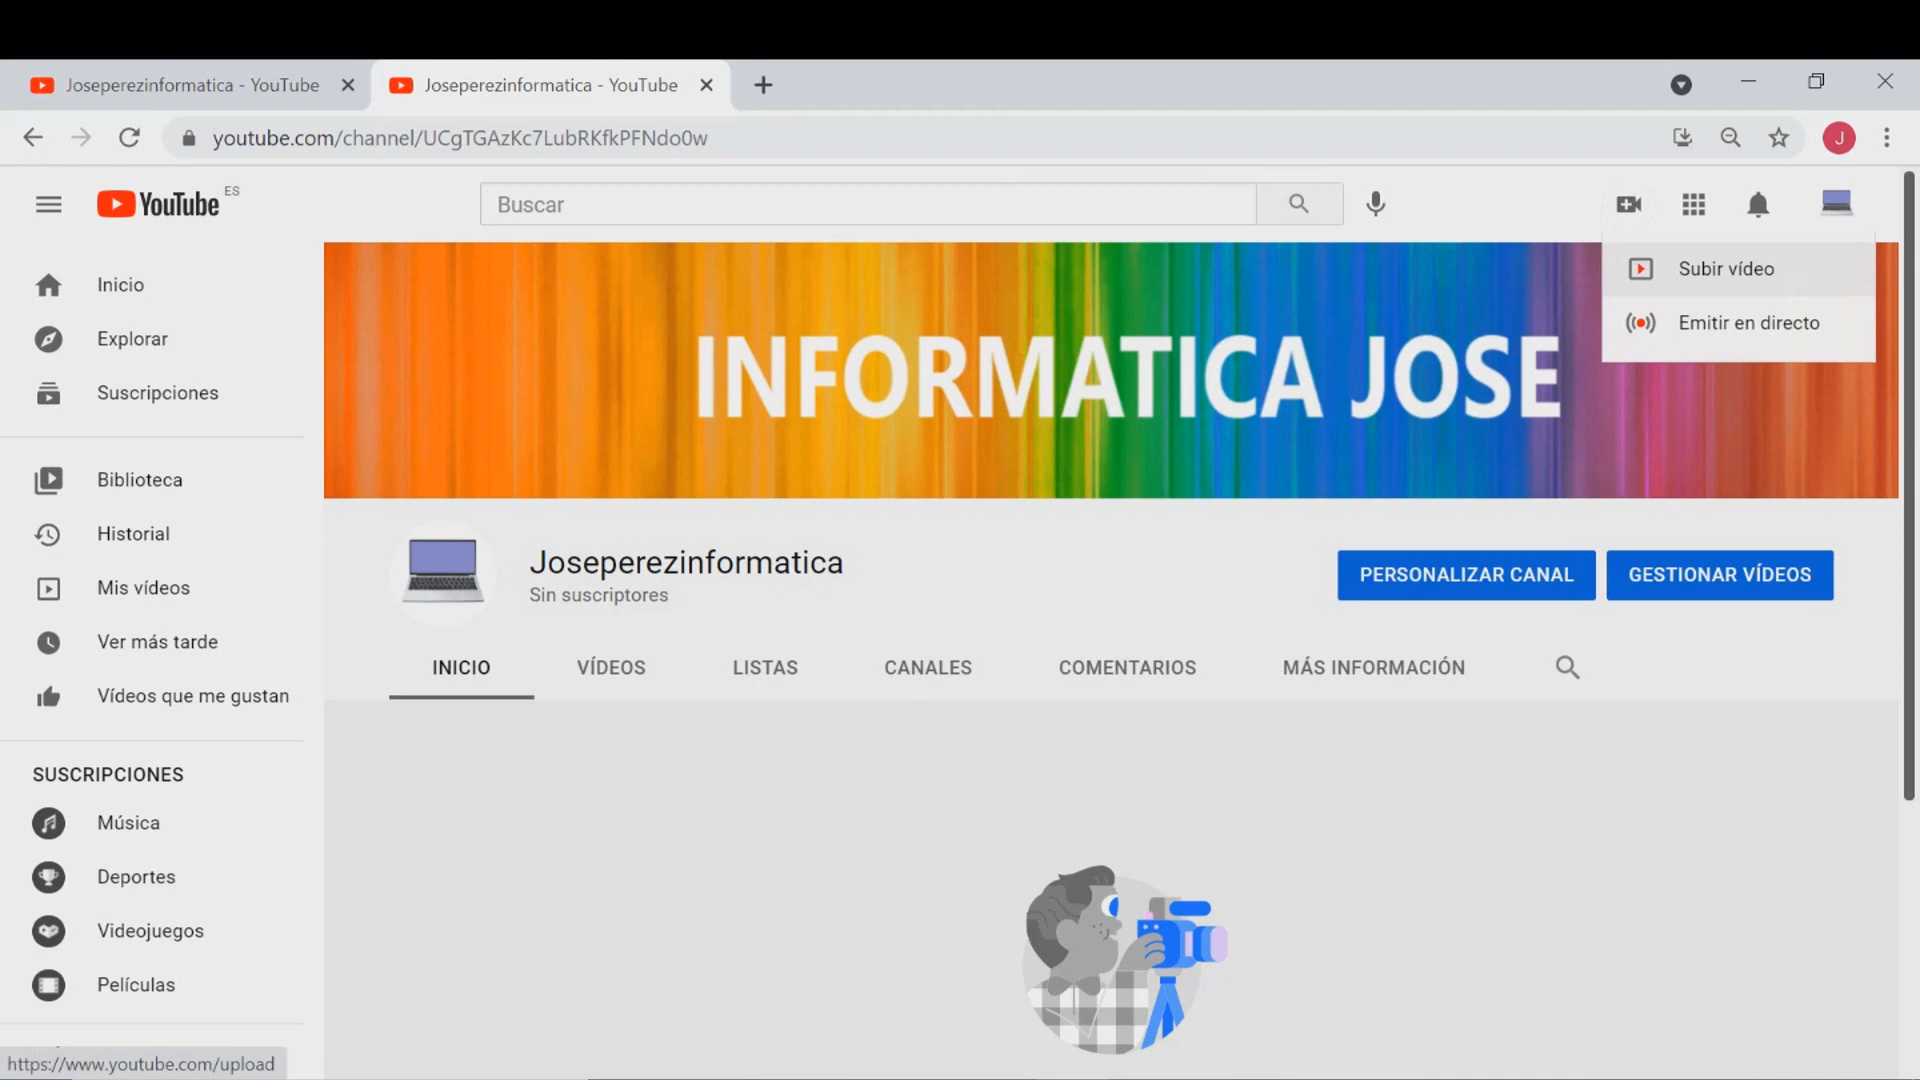 Joseperezinformatica - YouTube
Joseperezinformatica - YouTube
youtube.com/channel/UCgTGAzKc7LubRKfkPFNdo0w
J
YouTube ES
Buscar
Subir vídeo
Emitir en directo
Inicio
Explorar
Suscripciones
Biblioteca
Historial
Mis vídeos
Ver más tarde
Vídeos que me gustan
SUSCRIPCIONES
Música
Deportes
Videojuegos
Películas
INFORMATICA JOSE
Joseperezinformatica
Sin suscriptores
PERSONALIZAR CANAL
GESTIONAR VÍDEOS
INICIO
VÍDEOS
LISTAS
CANALES
COMENTARIOS
MÁS INFORMACIÓN
https://www.youtube.com/upload